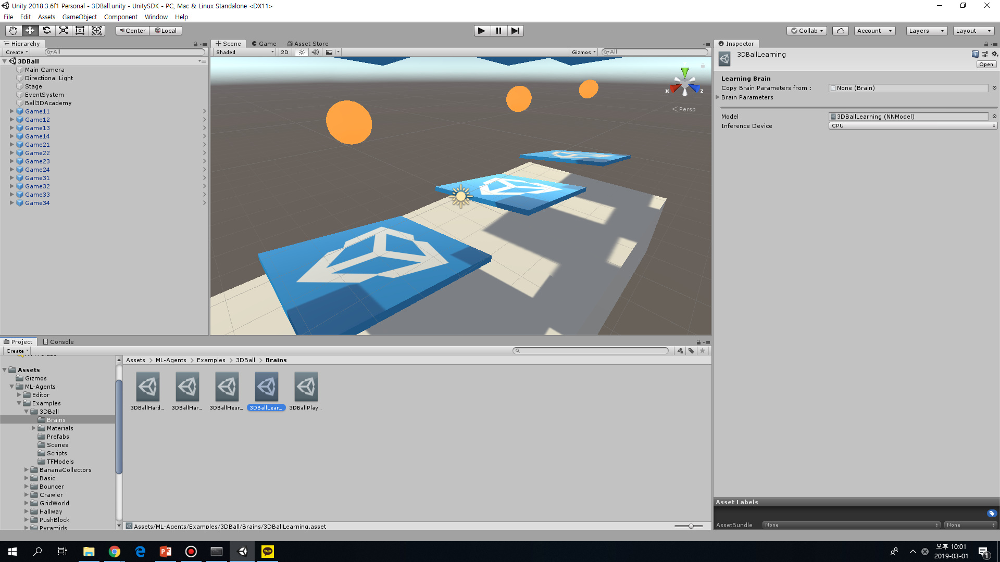 Unity 2018.3.6f1 Personal - 3DBall.unity - UnitySDK - PC, Mac & Linux Standalone <DX11>
File Edit Assets GameObject Component Window Help
Center Local Collab Account Layers Layout
Hierarchy
Create All
3DBall
Main Camera
Directional Light
Stage
EventSystem
Ball3DAcademy
Game11
Game12
Game13
Game14
Game21
Game22
Game23
Game24
Game31
Game32
Game33
Game34
Scene Game Asset Store
Shaded 2D Gizmos All
x z
Persp
Inspector
3DBallLearning
Open
Learning Brain
Copy Brain Parameters from : None (Brain)
Brain Parameters
Model 3DBallLearning (NNModel)
Inference Device CPU
Project Console
Create
Assets
Gizmos
ML-Agents
Editor
Examples
3DBall
Brains
Materials
Prefabs
Scenes
Scripts
TFModels
BananaCollectors
Basic
Bouncer
Crawler
GridWorld
Hallway
PushBlock
Pyramids
Assets > ML-Agents > Examples > 3DBall > Brains
3DBallHard... 3DBallHar... 3DBallHeur... 3DBallLear... 3DBallPlay...
Assets/ML-Agents/Examples/3DBall/Brains/3DBallLearning.asset
Asset Labels
AssetBundle None None
TALK
오후 10:01
2019-03-01
1